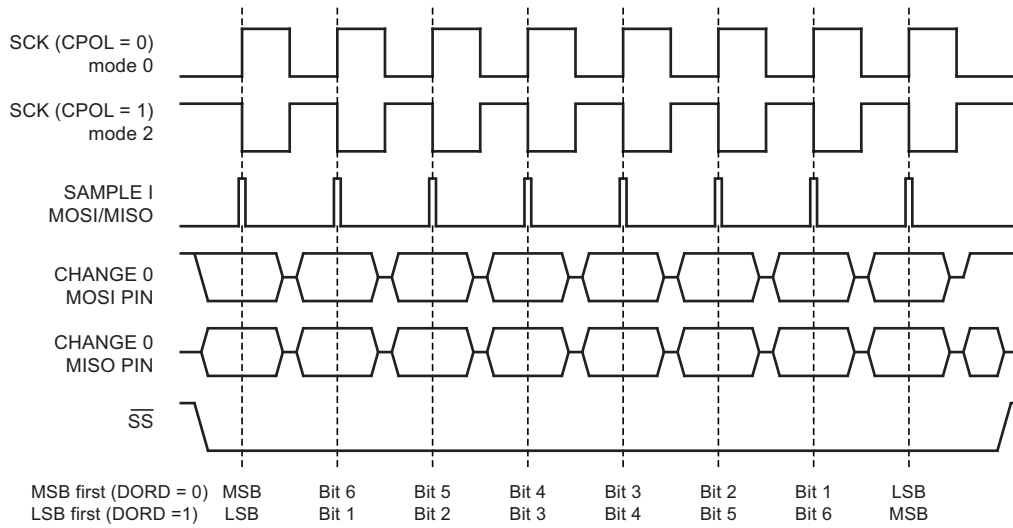 SCK (CPOL = 0)
mode 0
SCK (CPOL = 1)
mode 2
SAMPLE I
MOSI/MISO
CHANGE 0
MOSI PIN
CHANGE 0
MISO PIN
SS
MSB first (DORD = 0) MSB Bit 6 Bit 5 Bit 4 Bit 3 Bit 2 Bit 1 LSB
LSB first (DORD =1) LSB Bit 1 Bit 2 Bit 3 Bit 4 Bit 5 Bit 6 MSB